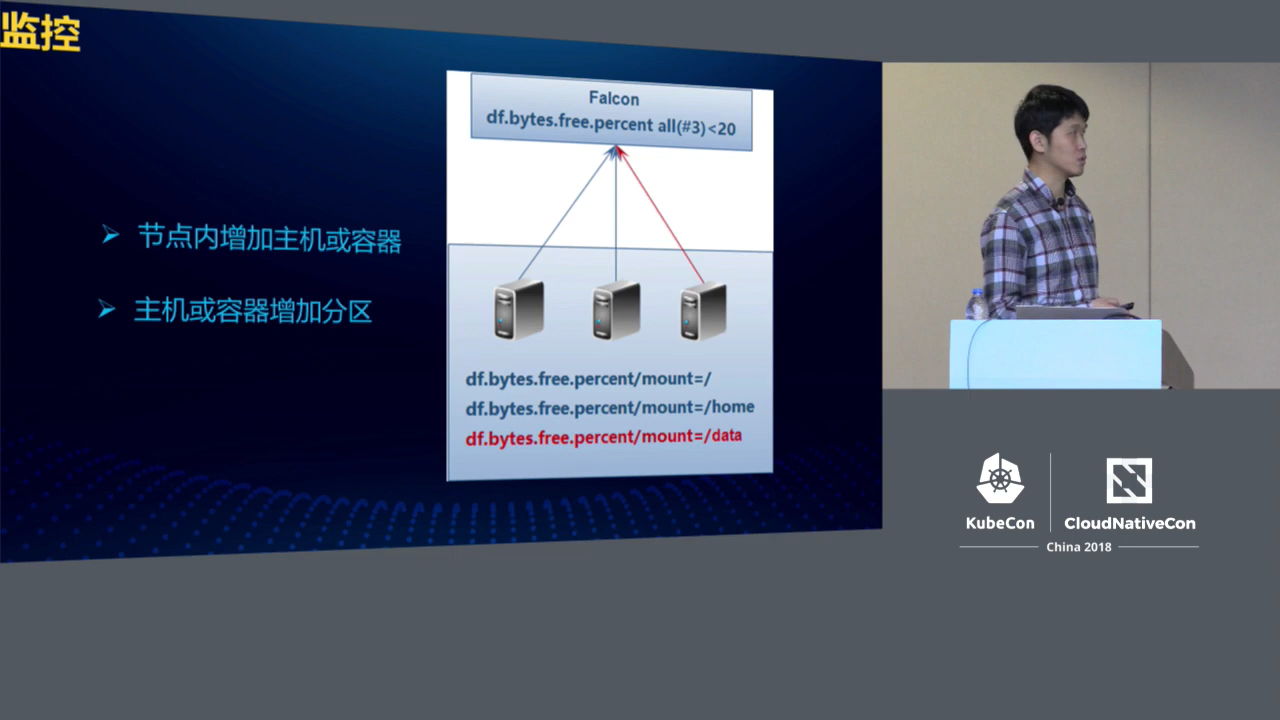 监控
Falcon
df.bytes.free.percent all(#3)<20
➢ 节点内增加主机或容器
➢ 主机或容器增加分区
df.bytes.free.percent/mount=/
df.bytes.free.percent/mount=/home
df.bytes.free.percent/mount=/data
KubeCon
CloudNativeCon
China 2018